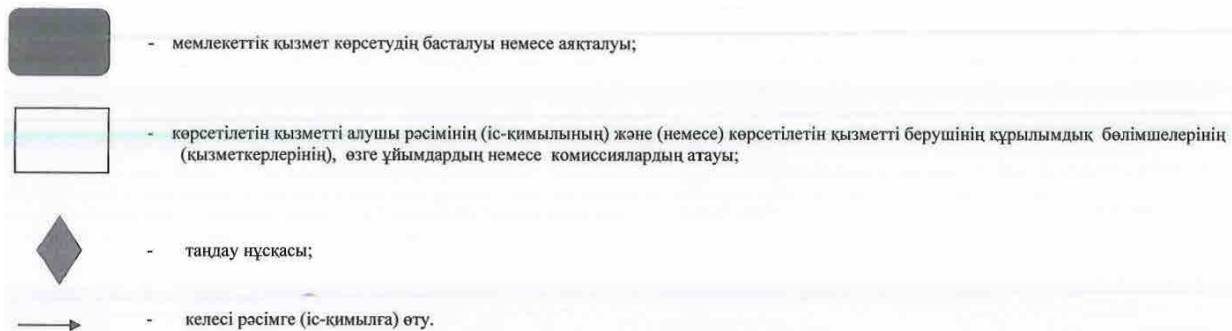 - мемлекеттік қызмет көрсетудің басталуы немесе аяқталуы;
- көрсетілетін қызметті алушы рәсімінің (іс-қимылының) және (немесе) көрсетілетін қызметті берушінің құрылымдық бөлімшелерінің
(қызметкерлерінің), өзге ұйымдардың немесе комиссиялардың атауы;
- таңдау нұсқасы;
- келесі рәсімге (іс-қимылға) өту.